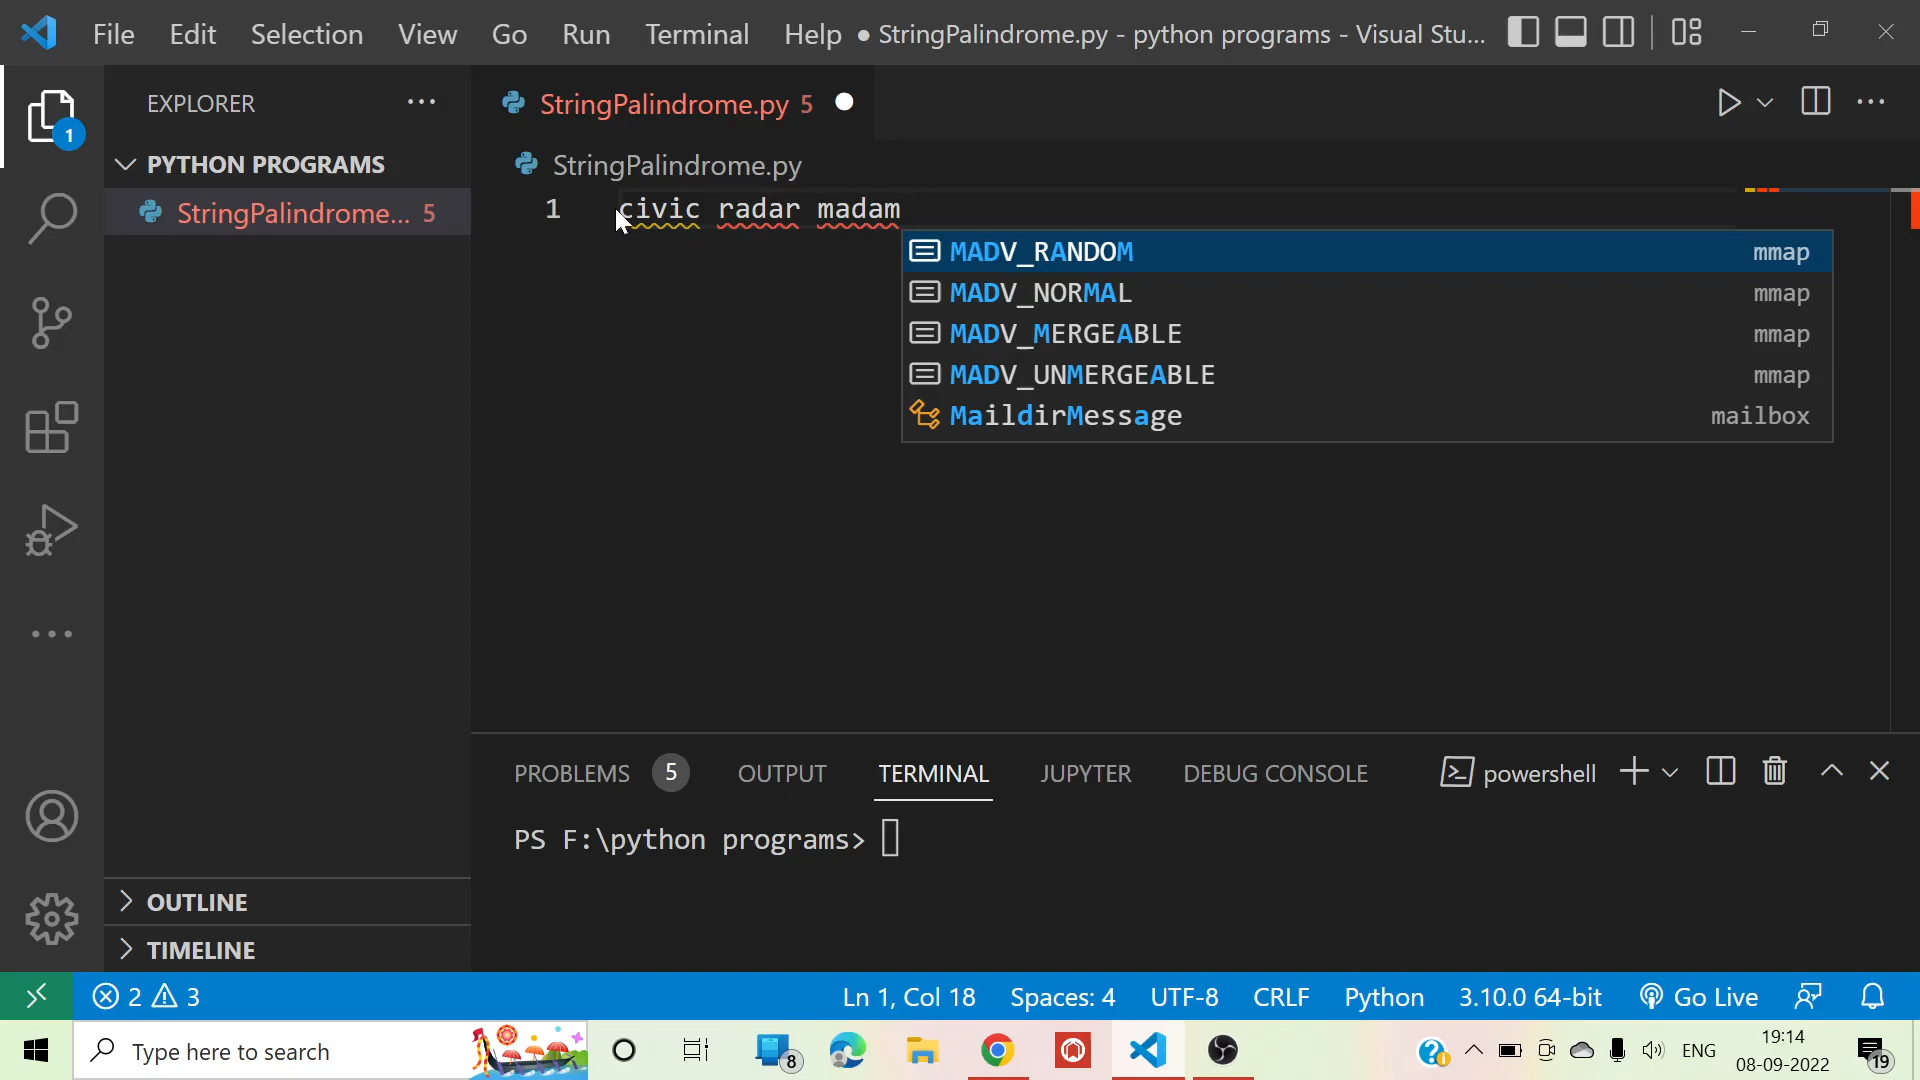 File Edit Selection View Go Run Terminal Help ● StringPalindrome.py - python programs - Visual Stu...
1
EXPLORER ...
PYTHON PROGRAMS
StringPalindrome... 5
StringPalindrome.py 5
StringPalindrome.py
1 civic radar madam
MADV_RANDOM mmap
MADV_NORMAL mmap
MADV_MERGEABLE mmap
MADV_UNMERGEABLE mmap
MaildirMessage mailbox
PROBLEMS 5 OUTPUT TERMINAL JUPYTER DEBUG CONSOLE powershell
PS F:\python programs>
OUTLINE
TIMELINE
2 3 Ln 1, Col 18 Spaces: 4 UTF-8 CRLF Python 3.10.0 64-bit Go Live
Type here to search 8 ENG 19:14
08-09-2022 19